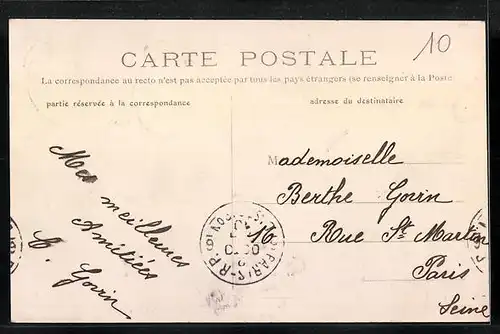 10
CARTE POSTALE
La correspondance au recto n'est pas acceptée par tous les pays étrangers (se renseigner à la Poste
partie réservée à la correspondance
adresse du destinataire
Mes meilleures
Amitiés
Gorin
Mademoiselle
Berthe Gorin
16 Rue St Martin
Paris
Seine
PARIS